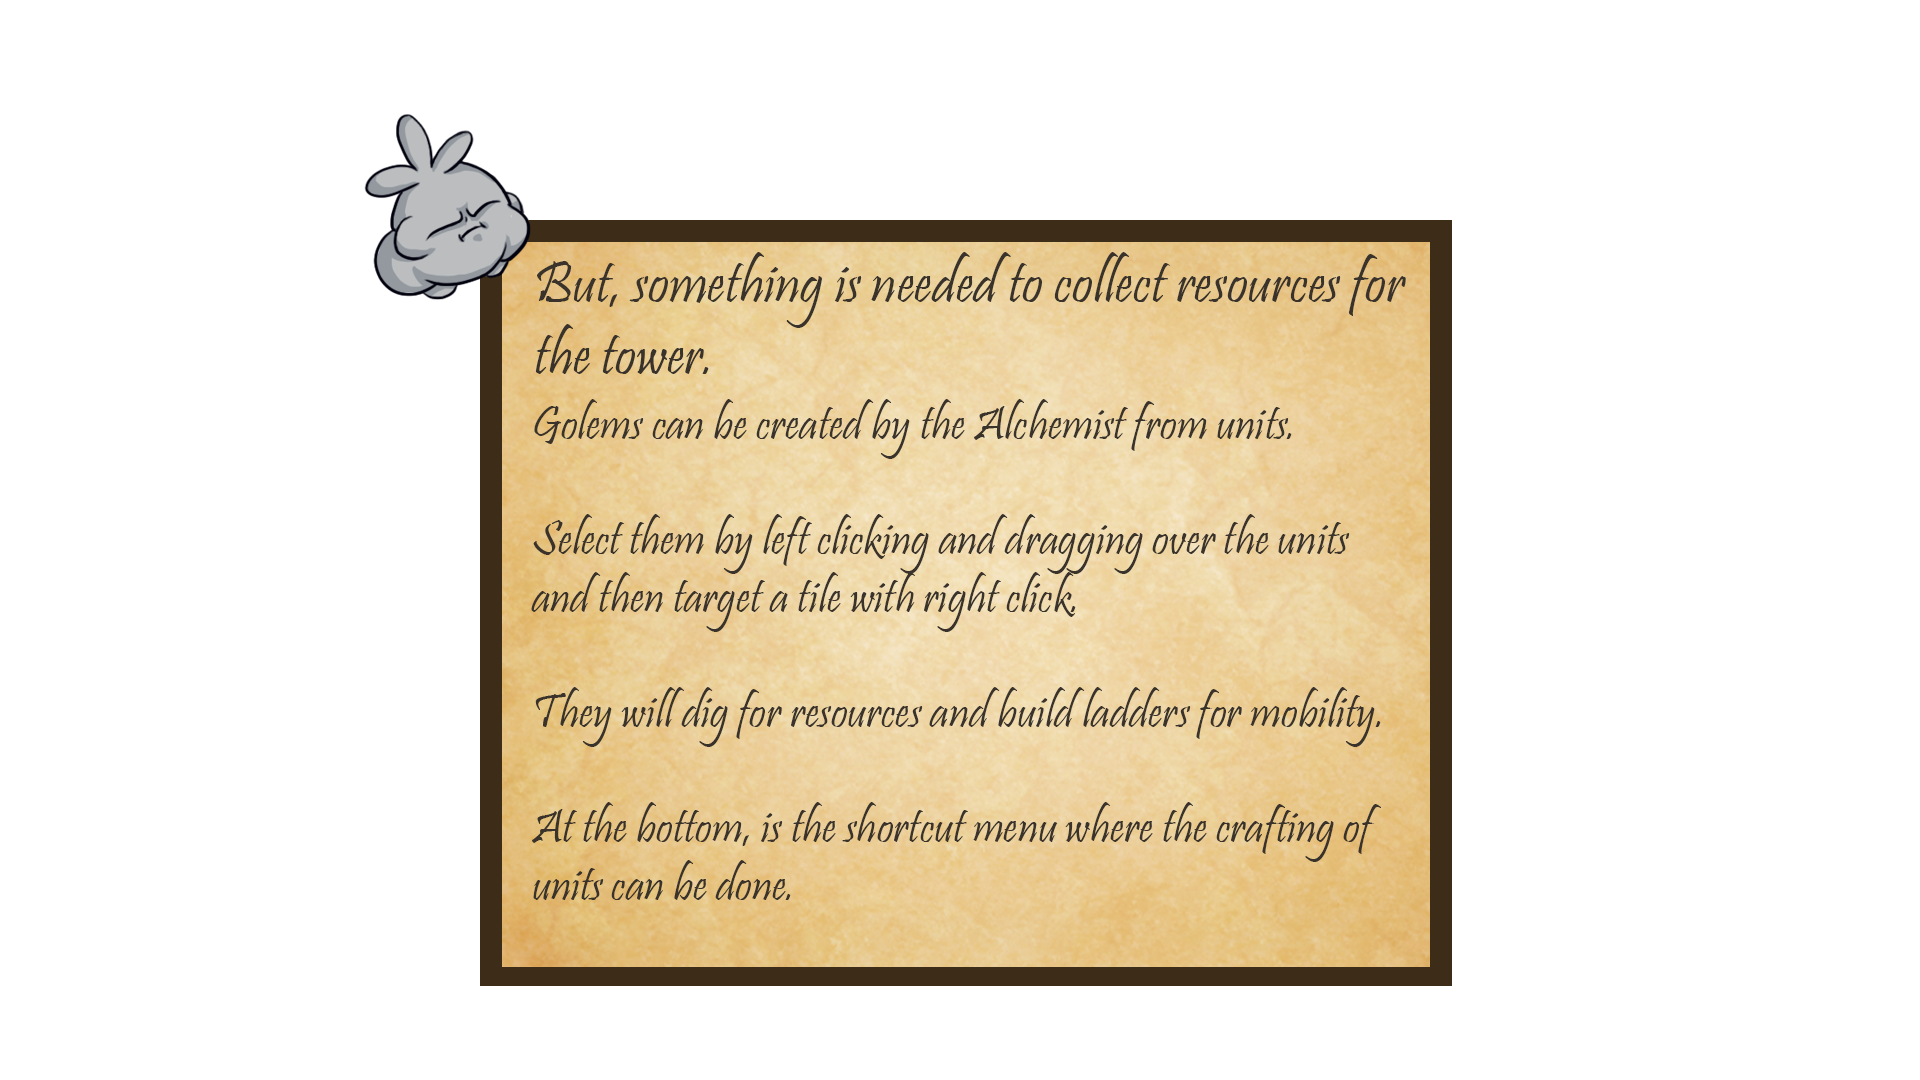 But, something is needed to collect resources for
the tower.
Golems can be created by the Alchemist from units.
Select them by left clicking and dragging over the units
and then target a tile with right click.
They will dig for resources and build ladders for mobility.
At the bottom, is the shortcut menu where the crafting of
units can be done.